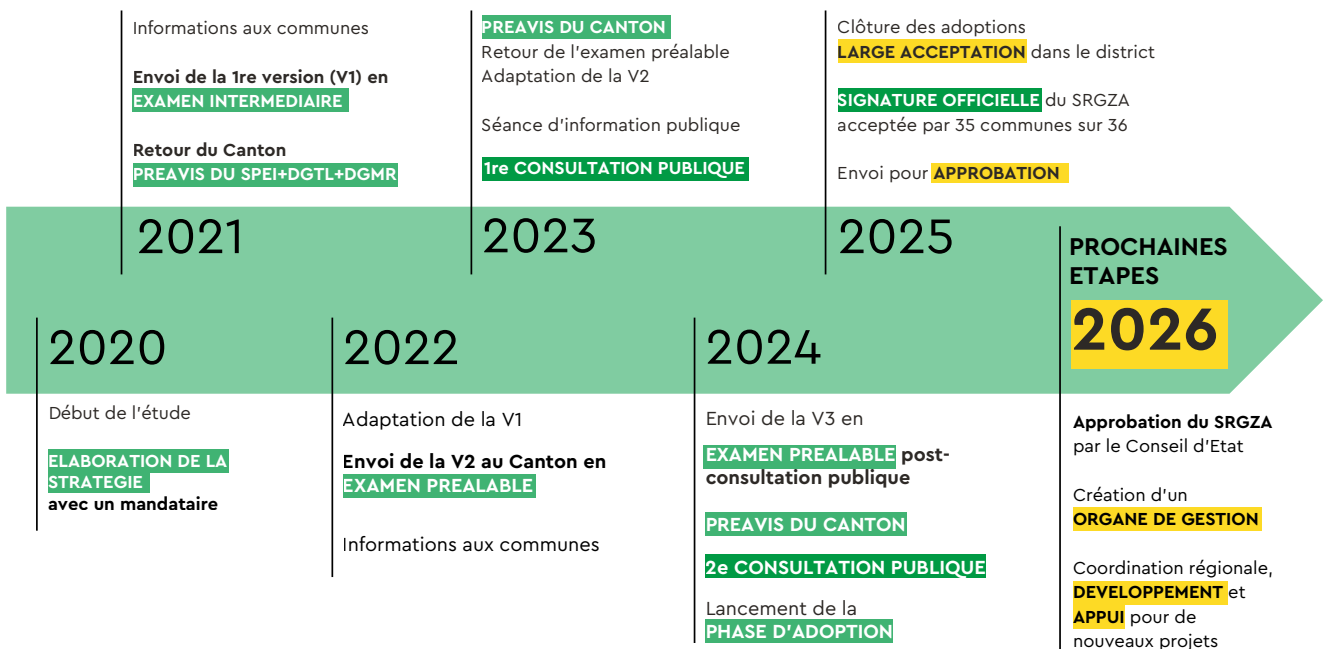 Informations aux communes
Envoi de la 1re version (V1) en
EXAMEN INTERMEDIAIRE
Retour du Canton
PREAVIS DU SPEI+DGTL+DGMR
2021
PREAVIS DU CANTON
Retour de l'examen préalable
Adaptation de la V2
Séance d'information publique
1re CONSULTATION PUBLIQUE
2023
Clôture des adoptions
LARGE ACCEPTATION dans le district
SIGNATURE OFFICIELLE du SRGZA
acceptée par 35 communes sur 36
Envoi pour APPROBATION
2025
PROCHAINES
ETAPES
2026
2020
Début de l'étude
ELABORATION DE LA
STRATEGIE
avec un mandataire
2022
Adaptation de la V1
Envoi de la V2 au Canton en
EXAMEN PREALABLE
Informations aux communes
2024
Envoi de la V3 en
EXAMEN PREALABLE post-
consultation publique
PREAVIS DU CANTON
2e CONSULTATION PUBLIQUE
Lancement de la
PHASE D'ADOPTION
Approbation du SRGZA
par le Conseil d'Etat
Création d'un
ORGANE DE GESTION
Coordination régionale,
DEVELOPPEMENT et
APPUI pour de
nouveaux projets